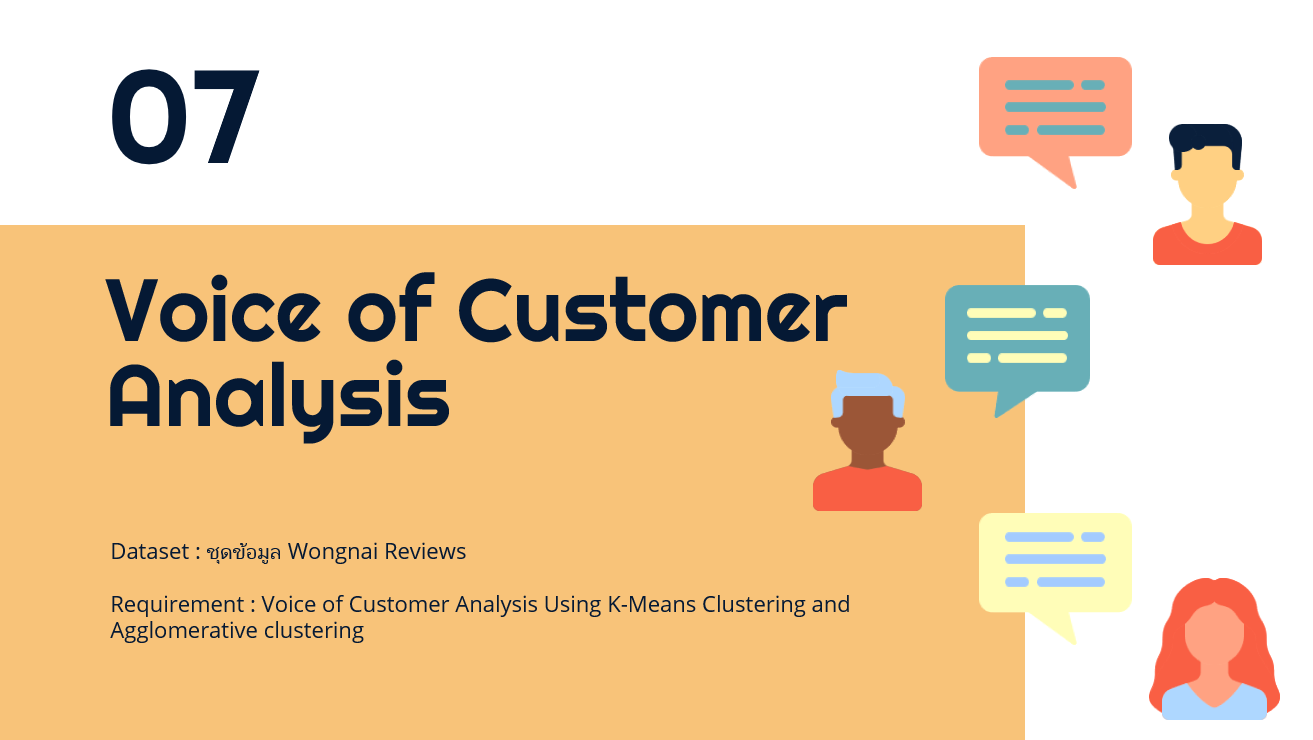 07
Voice of Customer
Analysis
Dataset : ชุดข้อมูล Wongnai Reviews
Requirement : Voice of Customer Analysis Using K-Means Clustering and
Agglomerative clustering